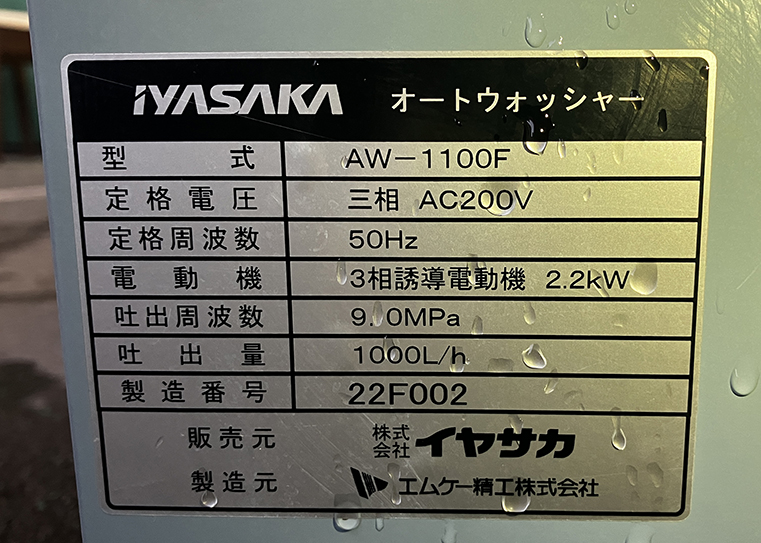 IYASAKA オートウォッシャー
型式 AW-1100F
定格電圧 三相 AC200V
定格周波数 50Hz
電動機 3相誘導電動機 2.2kW
吐出周波数 9.0MPa
吐出量 1000L/h
製造番号 22F002
販売元 株式会社イヤサカ
製造元 エムケー精工株式会社